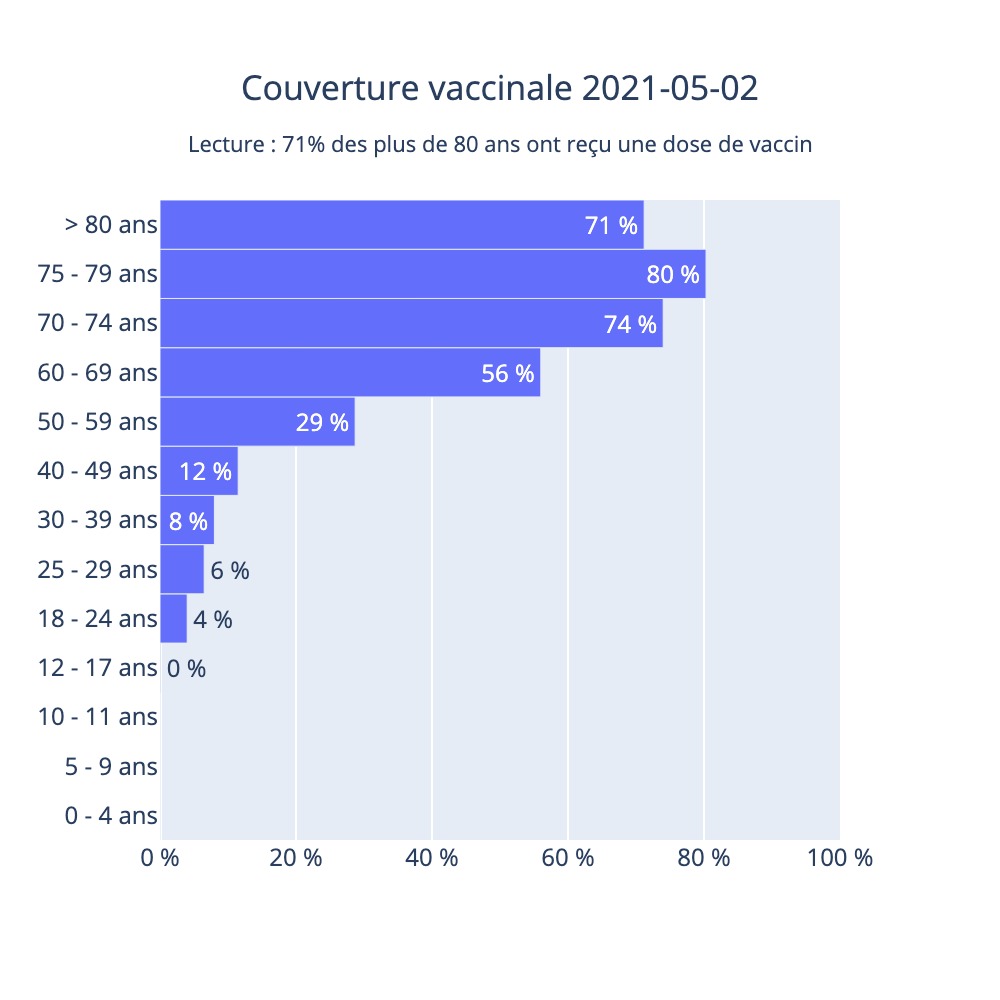 Couverture vaccinale 2021-05-02
Lecture : 71% des plus de 80 ans ont reçu une dose de vaccin
> 80 ans 71 %
75 - 79 ans 80 %
70 - 74 ans 74 %
60 - 69 ans 56 %
50 - 59 ans 29 %
40 - 49 ans 12 %
30 - 39 ans 8 %
25 - 29 ans 6 %
18 - 24 ans 4 %
12 - 17 ans 0 %
10 - 11 ans
5 - 9 ans
0 - 4 ans
0 % 20 % 40 % 60 % 80 % 100 %